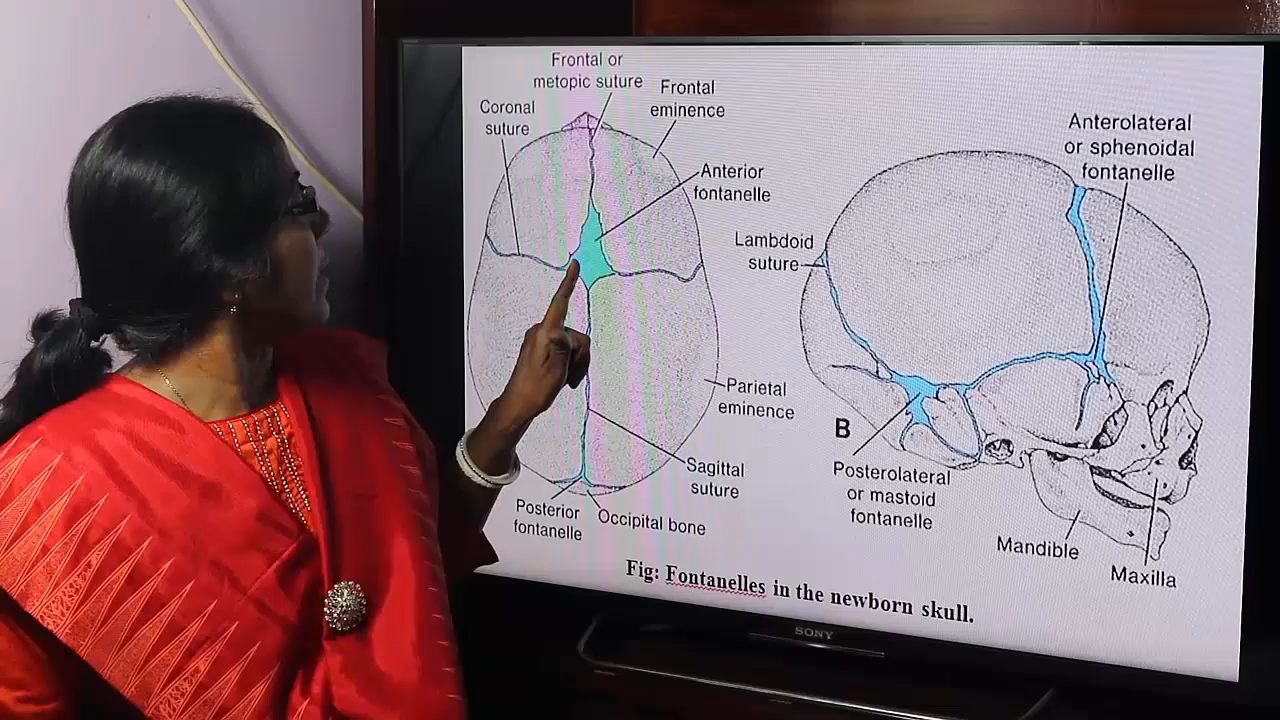 Frontal or
metopic suture
Frontal
eminence
Coronal
suture
Anterior
fontanelle
Parietal
eminence
Sagittal
suture
Posterior
fontanelle
Occipital bone
Anterolateral
or sphenoidal
fontanelle
Lambdoid
suture
B
Posterolateral
or mastoid
fontanelle
Mandible
Maxilla
Fig: Fontanelles in the newborn skull.
SONY